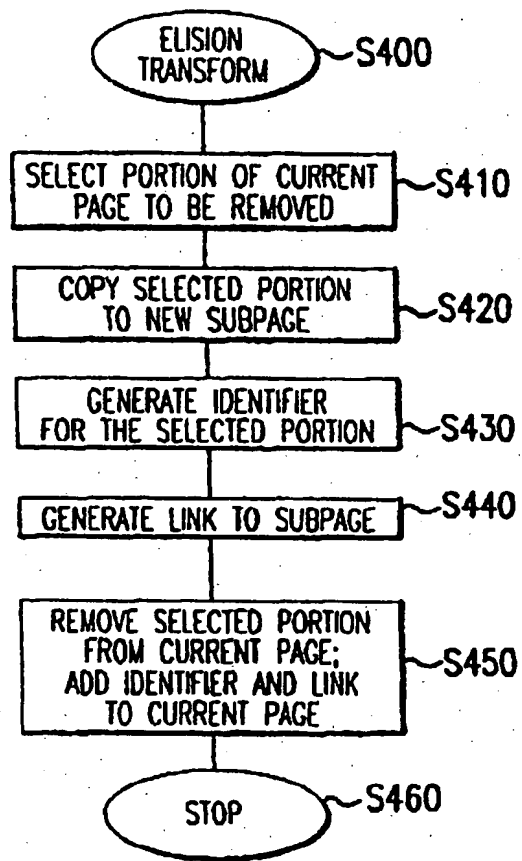 ELISION
TRANSFORM
S400
SELECT PORTION OF CURRENT
PAGE TO BE REMOVED
S410
COPY SELECTED PORTION
TO NEW SUBPAGE
S420
GENERATE IDENTIFIER
FOR THE SELECTED PORTION
S430
GENERATE LINK TO SUBPAGE
S440
REMOVE SELECTED PORTION
FROM CURRENT PAGE;
ADD IDENTIFIER AND LINK
TO CURRENT PAGE
S450
STOP
S460